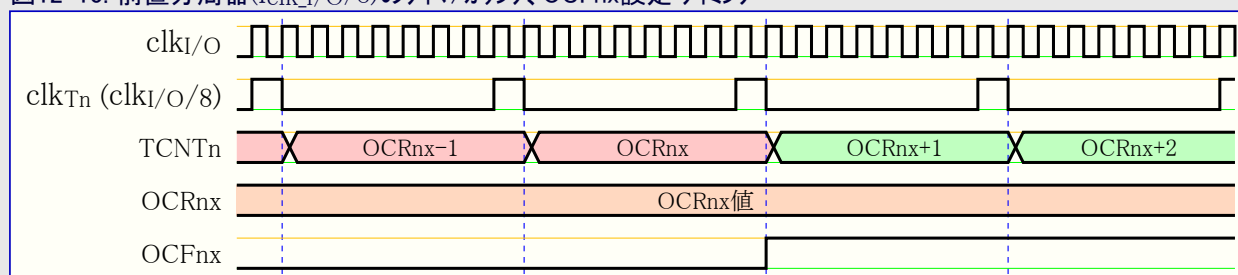 clkI/O
clkTn (clkI/O/8)
TCNTn
OCRnx-1
OCRnx
OCRnx+1
OCRnx+2
OCRnx
OCRnx値
OCFnx